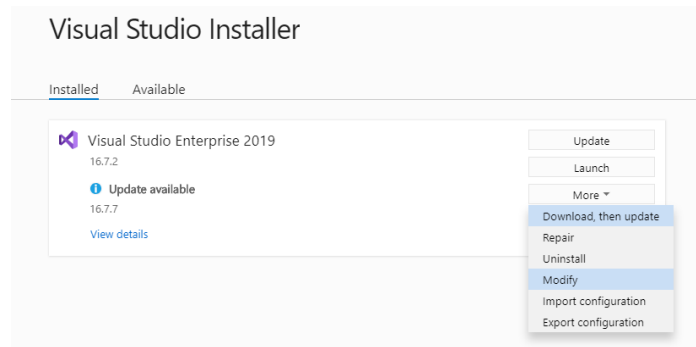 Visual Studio Installer
Installed Available
Visual Studio Enterprise 2019
16.7.2
Update available
16.7.7
View details
Update
Launch
More
Download, then update
Repair
Uninstall
Modify
Import configuration
Export configuration